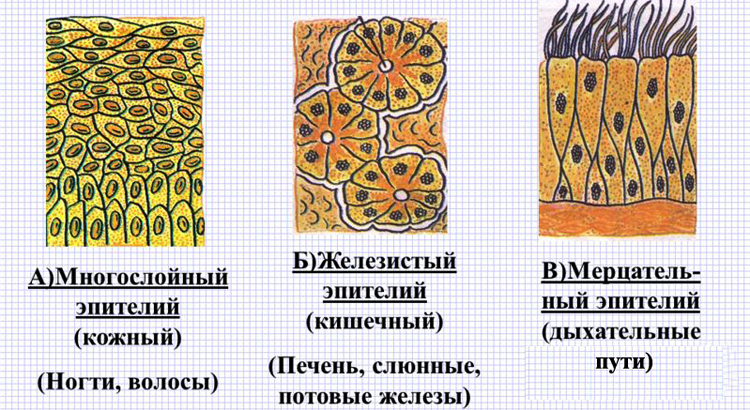 А)Многослойный
эпителий
(кожный)
(Ногти, волосы)
Б)Железистый
эпителий
(кишечный)
(Печень, слюнные,
потовые железы)
В)Мерцатель-
ный эпителий
(дыхательные
пути)